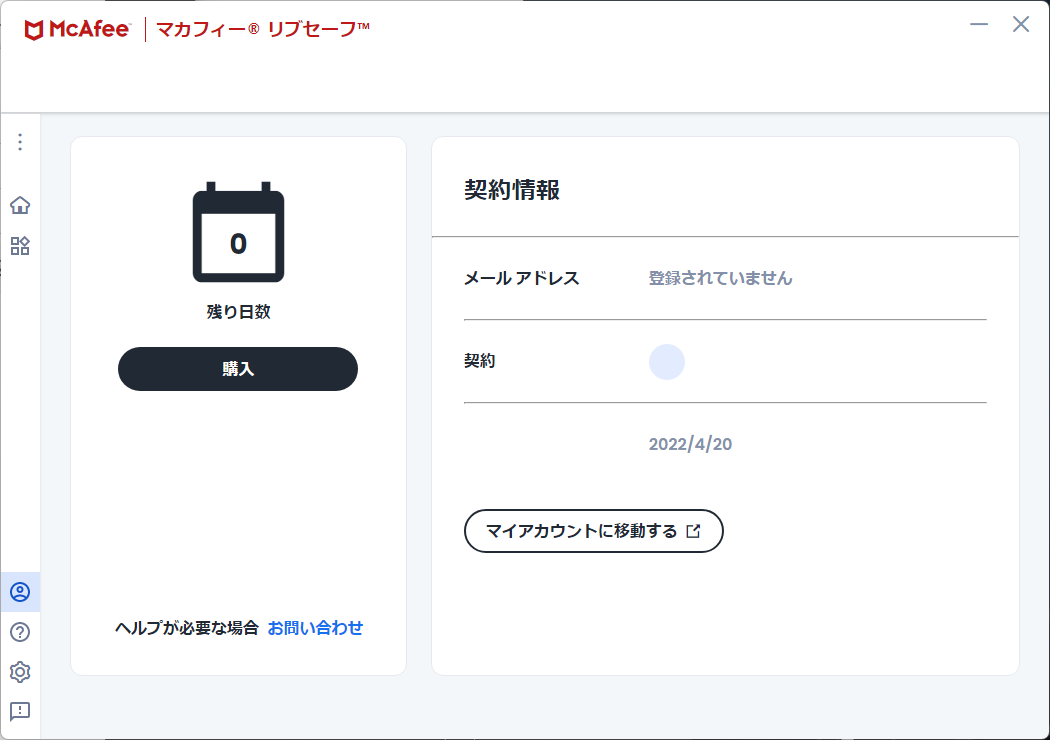 McAfee™ マカフィー® リブセーフ™
0
残り日数
購入
ヘルプが必要な場合 お問い合わせ
契約情報
メール アドレス 登録されていません
契約
2022/4/20
マイアカウントに移動する